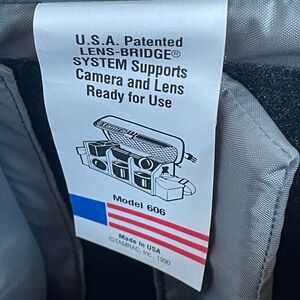 U.S.A. Patented
LENS-BRIDGE®
SYSTEM Supports
Camera and Lens
Ready for Use
Model 606
Made in USA
©TAMRAC, Inc. · 1990